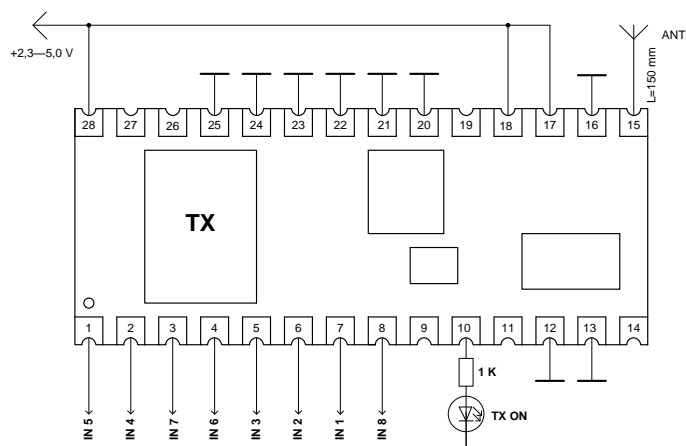 +2,3—5,0 V
ANT
L=150 mm
28 27 26 25 24 23 22 21 20 19 18 17 16 15
TX
1 2 3 4 5 6 7 8 9 10 11 12 13 14
1 K
TX ON
IN 5
IN 4
IN 7
IN 6
IN 3
IN 2
IN 1
IN 8